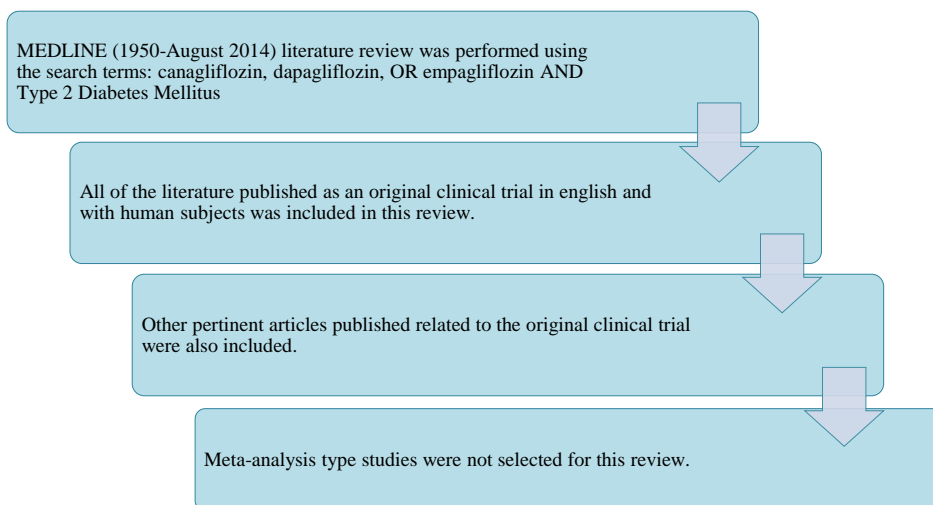 MEDLINE (1950-August 2014) literature review was performed using
the search terms: canagliflozin, dapagliflozin, OR empagliflozin AND
Type 2 Diabetes Mellitus
All of the literature published as an original clinical trial in english and
with human subjects was included in this review.
Other pertinent articles published related to the original clinical trial
were also included.
Meta-analysis type studies were not selected for this review.